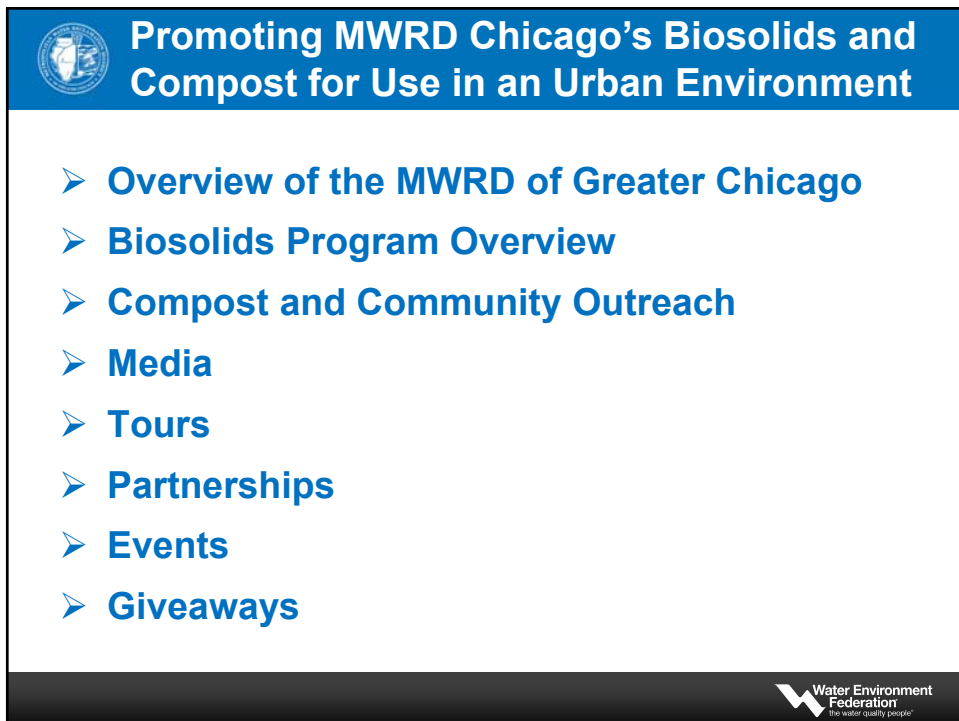 Promoting MWRD Chicago's Biosolids and
Compost for Use in an Urban Environment
➢ Overview of the MWRD of Greater Chicago
➢ Biosolids Program Overview
➢ Compost and Community Outreach
➢ Media
➢ Tours
➢ Partnerships
➢ Events
➢ Giveaways
Water Environment
Federation
the water quality people®